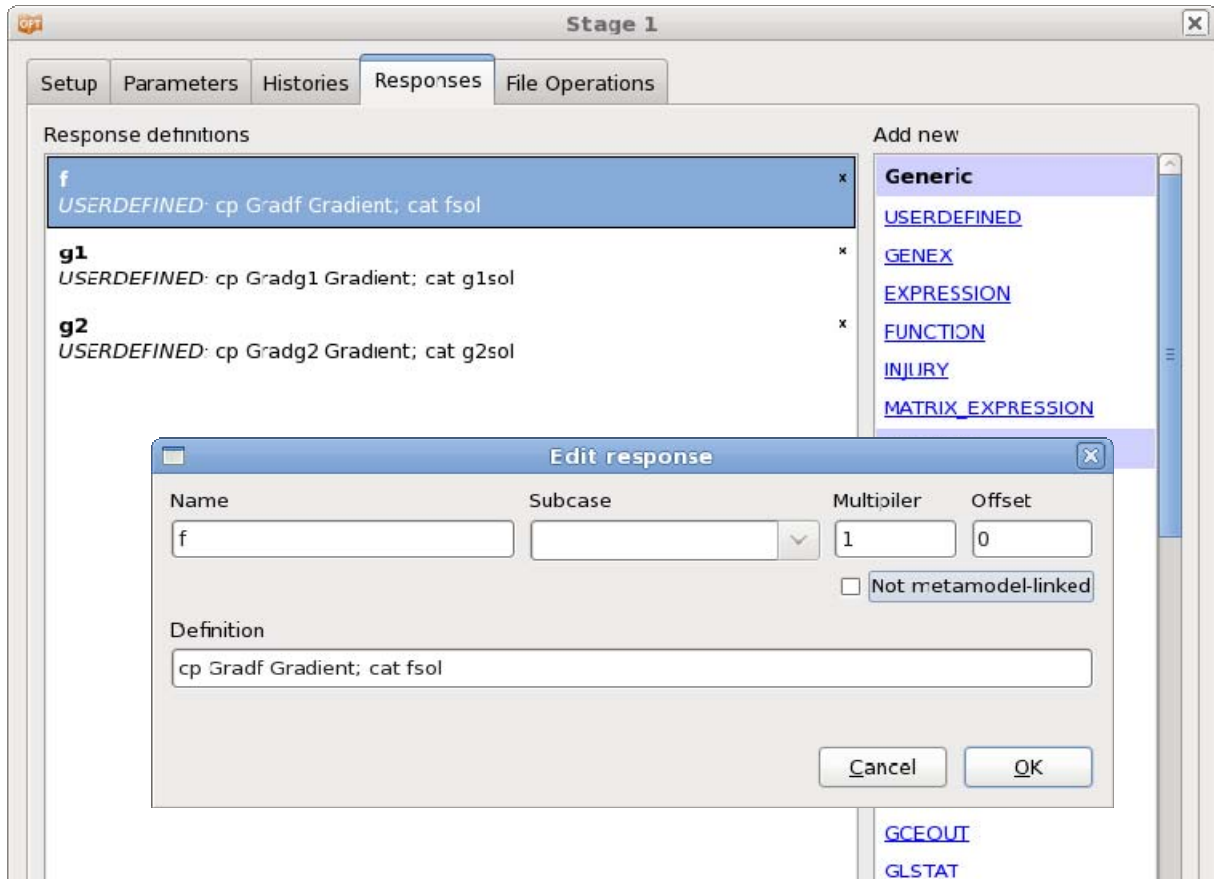 OPT
Stage 1
Setup Parameters Histories Responses File Operations
Response definitions
f
USERDEFINED: cp Gradf Gradient; cat fsol
g1
USERDEFINED: cp Gradg1 Gradient; cat g1sol
g2
USERDEFINED: cp Gradg2 Gradient; cat g2sol
Add new
Generic
USERDEFINED
GENEX
EXPRESSION
FUNCTION
INJURY
MATRIX_EXPRESSION
Edit response
Name Subcase Multipiler Offset
f 1 0
Not metamodel-linked
Definition
cp Gradf Gradient; cat fsol
Cancel OK
GCEOUT
GLSTAT